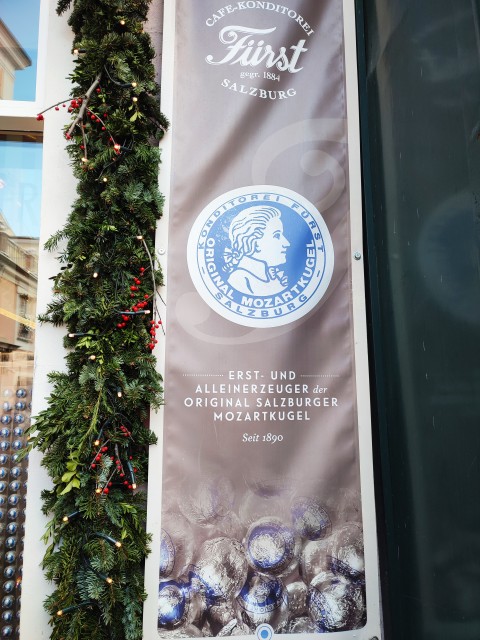 CAFE-KONDITOREI
Fürst
gegr. 1884
SALZBURG
KONDITOREI FÜRST
ORIGINAL MOZARTKUGEL
SALZBURG
ERST- UND
ALLEINERZEUGER der
ORIGINAL SALZBURGER
MOZARTKUGEL
Seit 1890